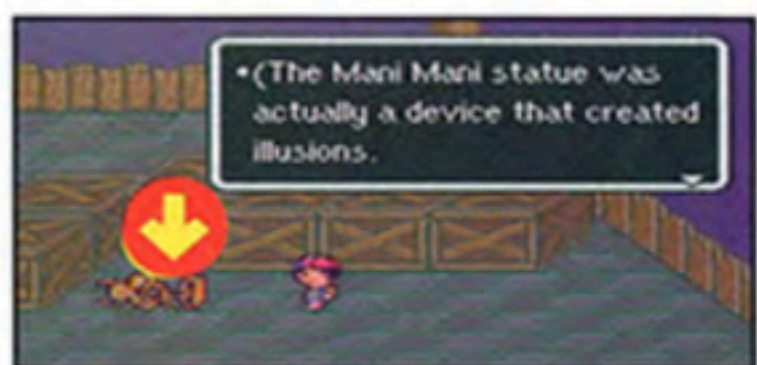 •(The Mani Mani statue was
actually a device that created
illusions.